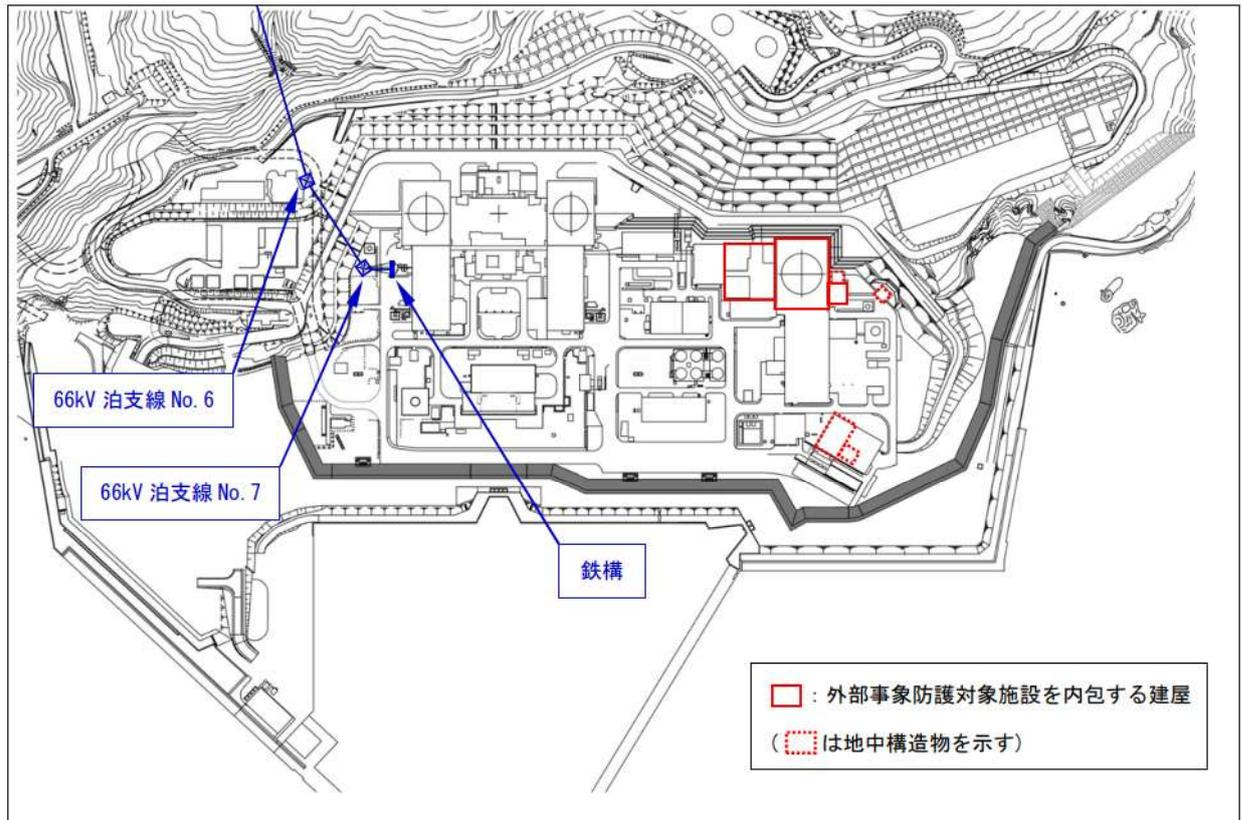 66kV 泊支線 No. 6
66kV 泊支線 No. 7
鉄構
: 外部事象防護対象施設を内包する建屋
( は地中構造物を示す)